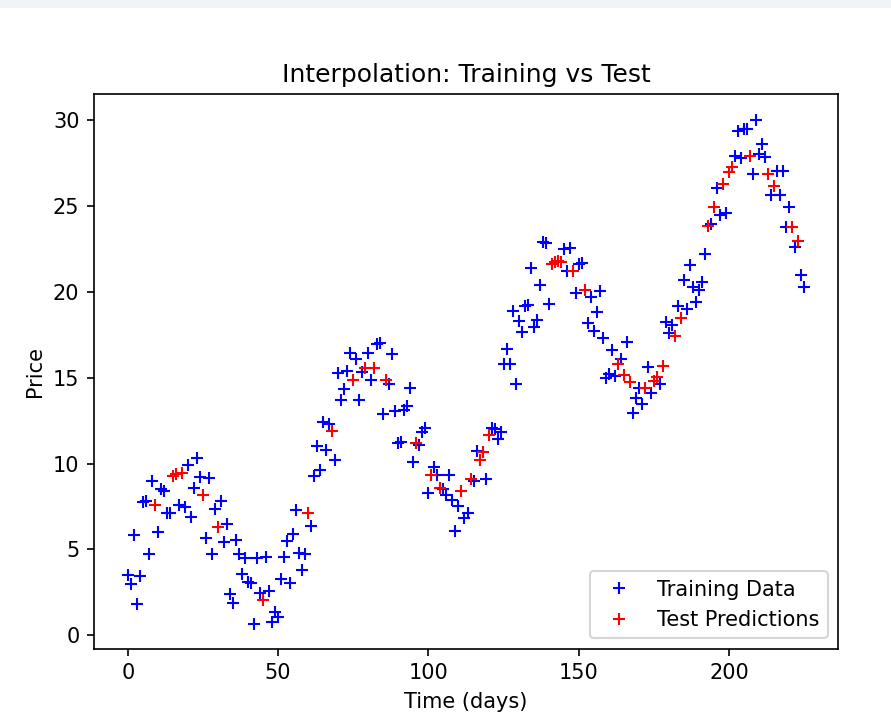 Interpolation: Training vs Test
30
25
20
15
10
5
0
Price
0 50 100 150 200
Time (days)
Training Data
Test Predictions